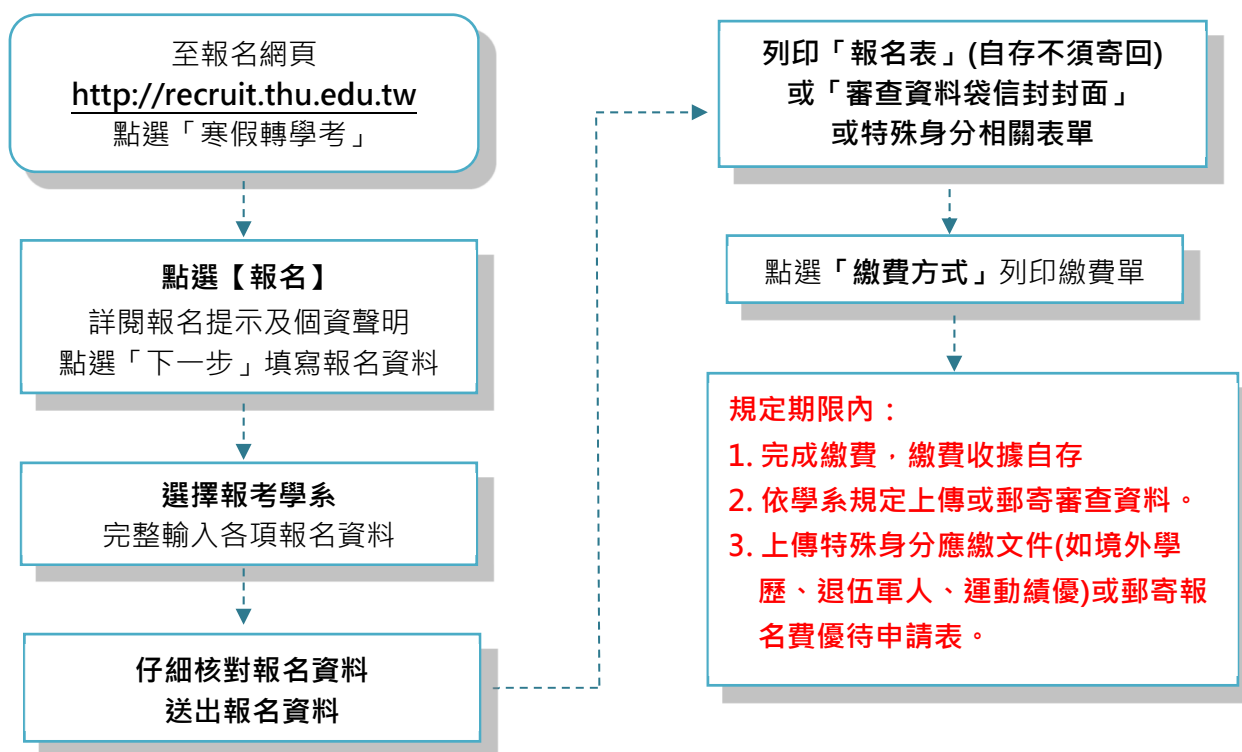 至報名網頁
http://recruit.thu.edu.tw
點選「寒假轉學考」
點選【報名】
詳閱報名提示及個資聲明
點選「下一步」填寫報名資料
選擇報考學系
完整輸入各項報名資料
仔細核對報名資料
送出報名資料
列印「報名表」(自存不須寄回)
或「審查資料袋信封封面」
或特殊身分相關表單
點選「繳費方式」列印繳費單
規定期限內：
1. 完成繳費，繳費收據自存
2. 依學系規定上傳或郵寄審查資料。
3. 上傳特殊身分應繳文件(如境外學
歷、退伍軍人、運動績優)或郵寄報
名費優待申請表。